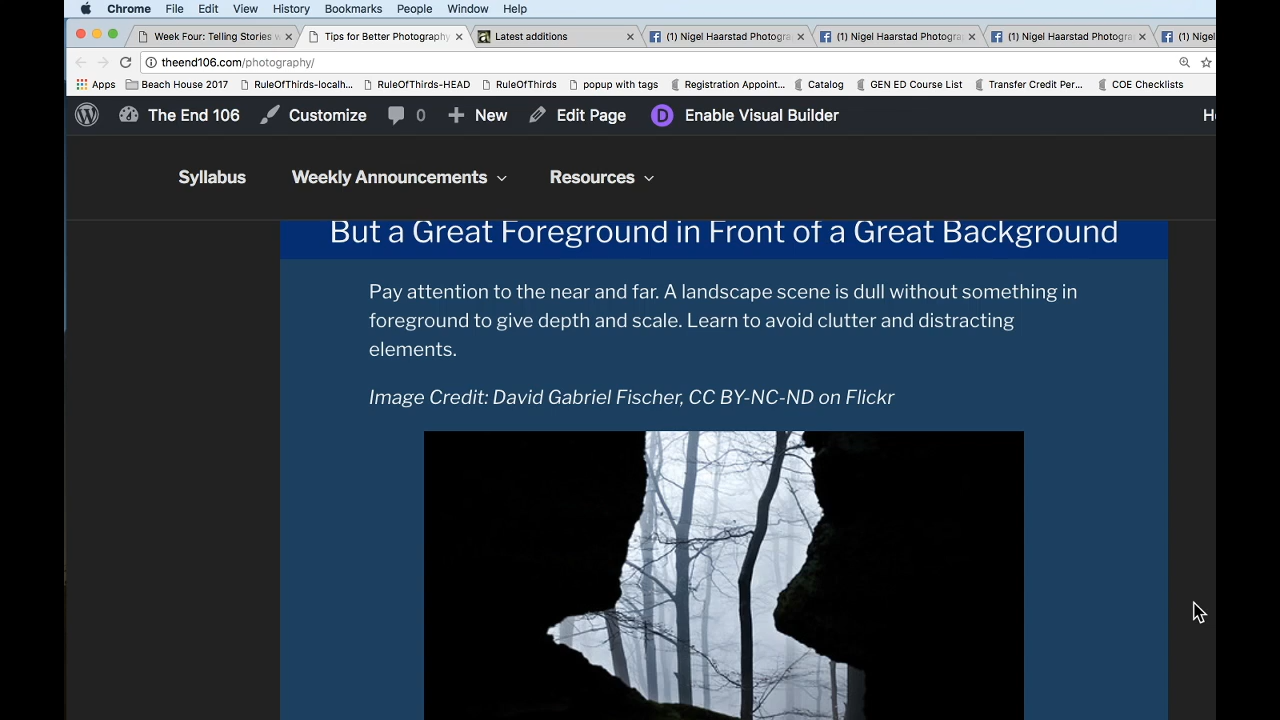 Chrome File Edit View History Bookmarks People Window Help
Week Four: Telling Stories w Tips for Better Photography Latest additions (1) Nigel Haarstad Photogra (1) Nigel Haarstad Photogra (1) Nigel Haarstad Photogra (1) Nigel
theend106.com/photography/
Apps Beach House 2017 RuleOfThirds-localh... RuleOfThirds-HEAD RuleOfThirds popup with tags Registration Appoint... Catalog GEN ED Course List Transfer Credit Per... COE Checklists
The End 106 Customize 0 New Edit Page D Enable Visual Builder
Syllabus Weekly Announcements Resources
But a Great Foreground in Front of a Great Background
Pay attention to the near and far. A landscape scene is dull without something in
foreground to give depth and scale. Learn to avoid clutter and distracting
elements.
Image Credit: David Gabriel Fischer, CC BY-NC-ND on Flickr